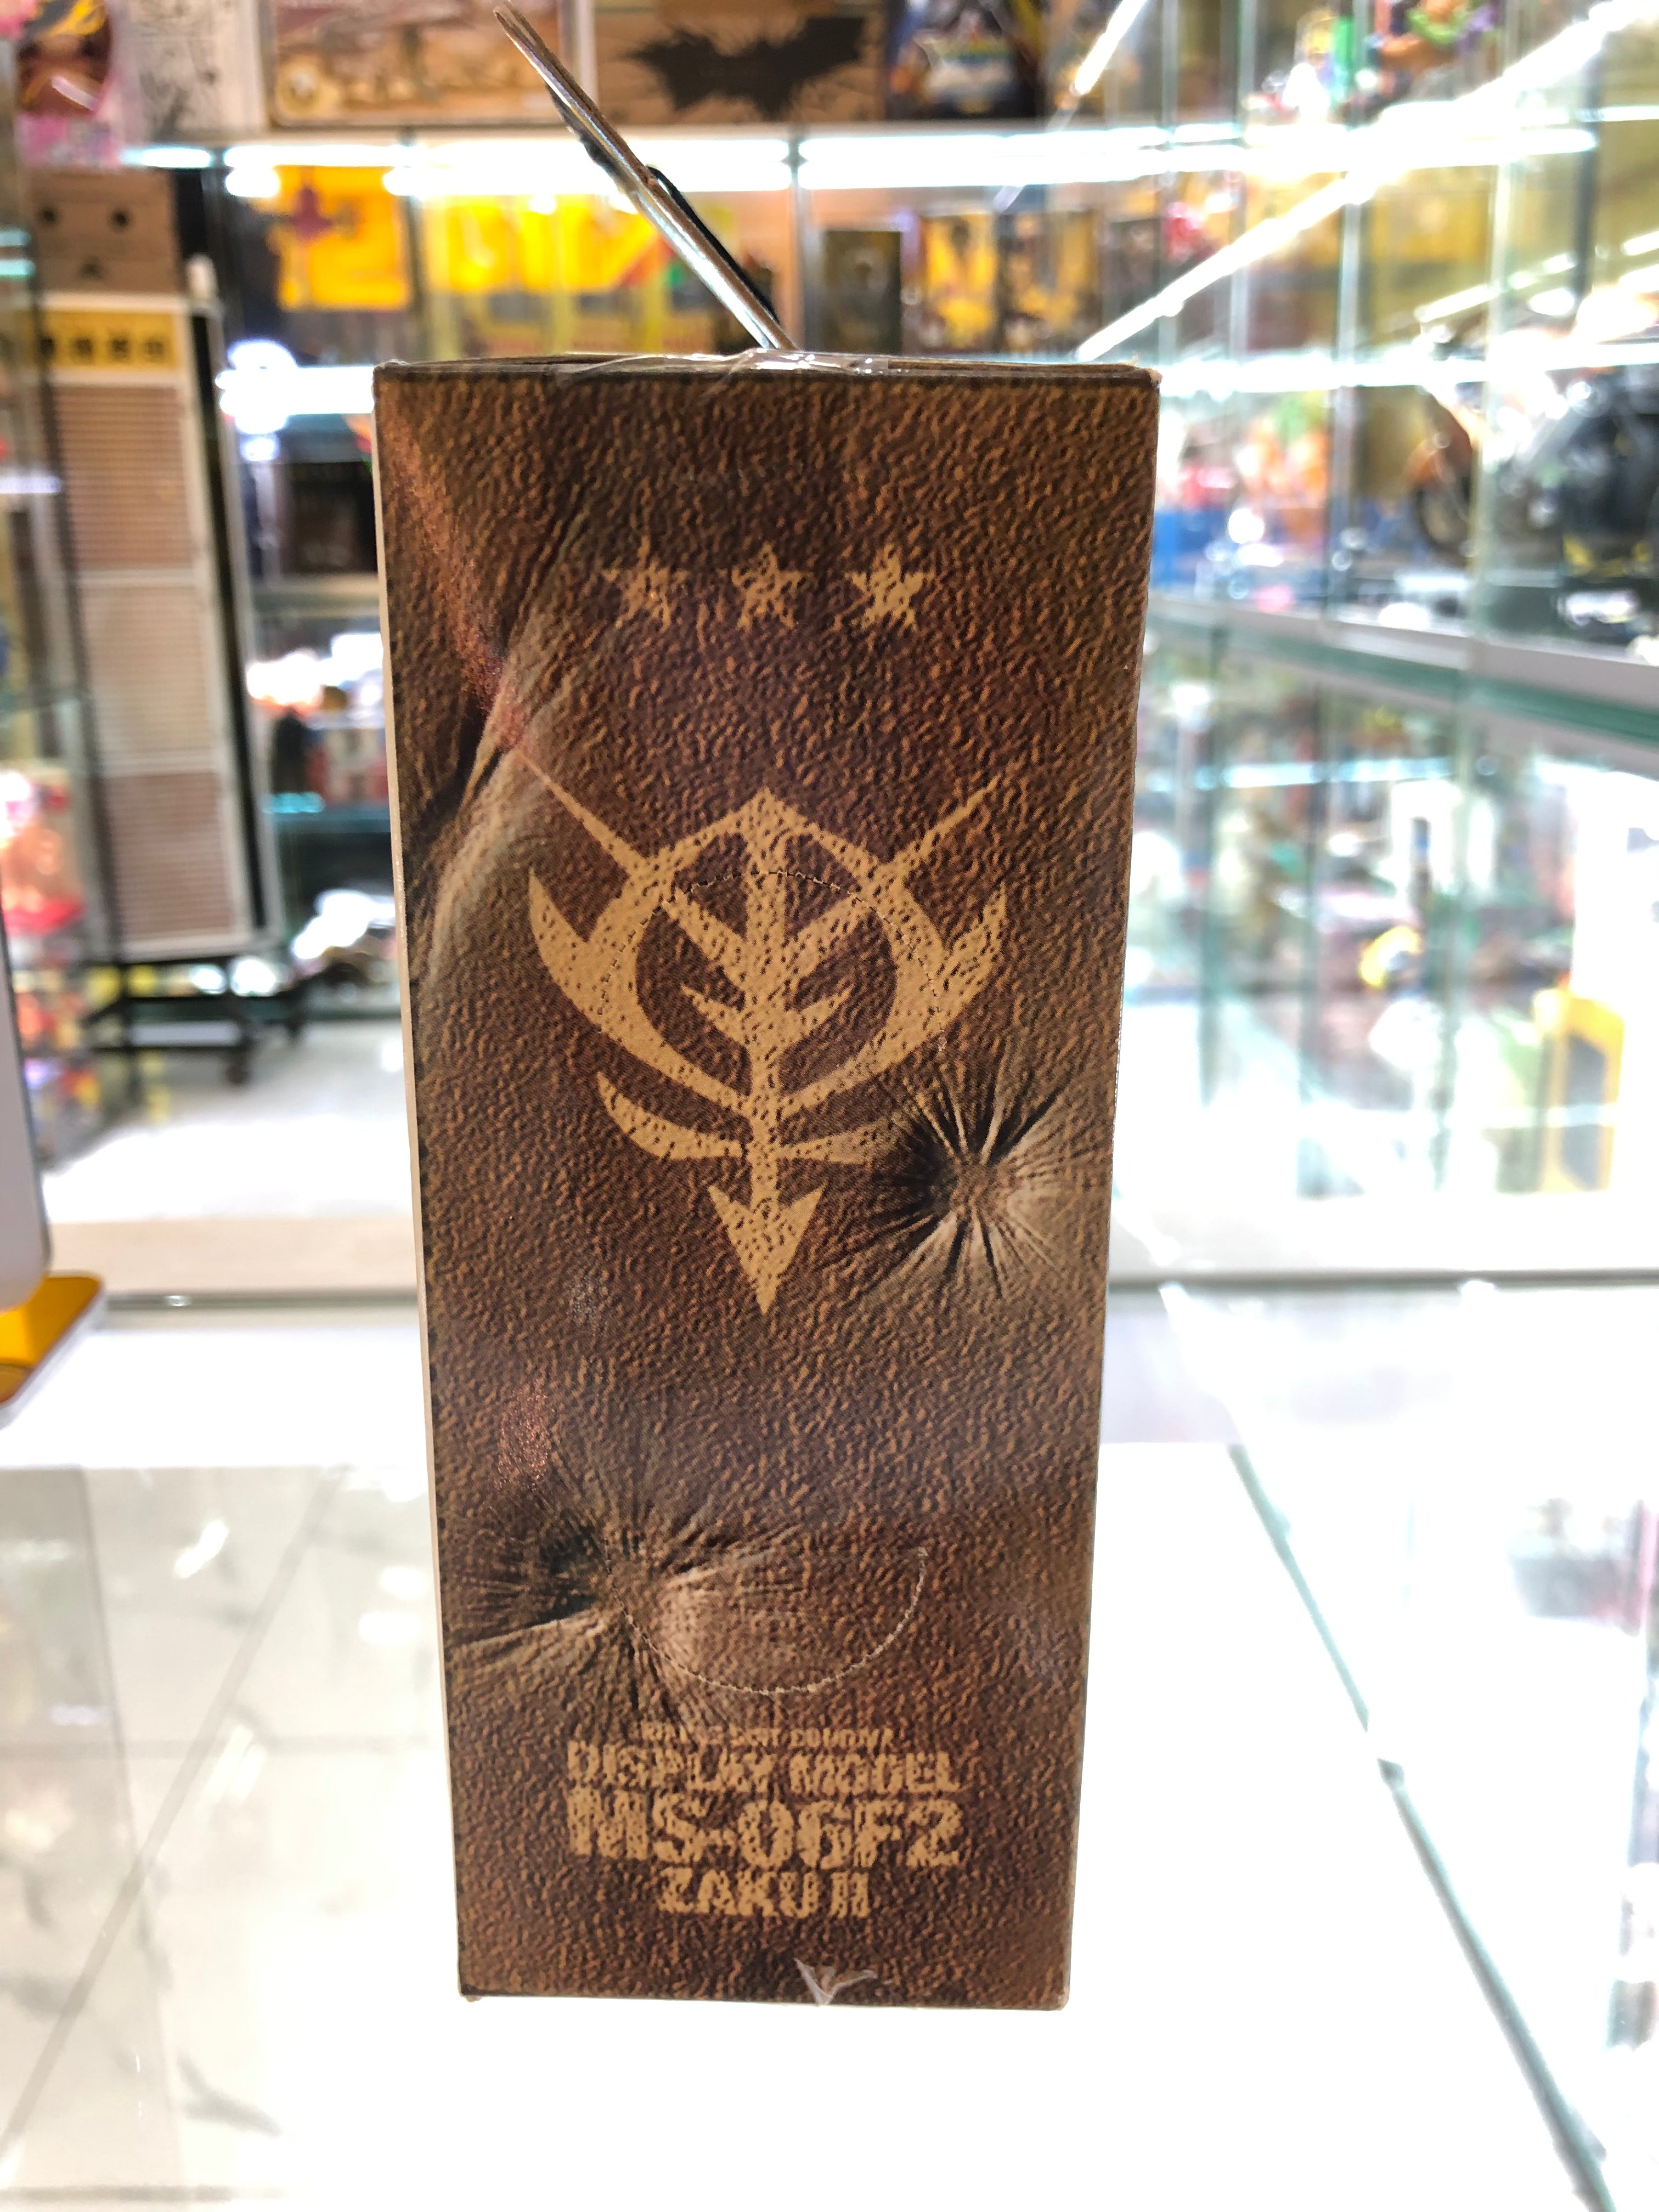 DISPLAY MODEL
MS-06F2
ZAKU II